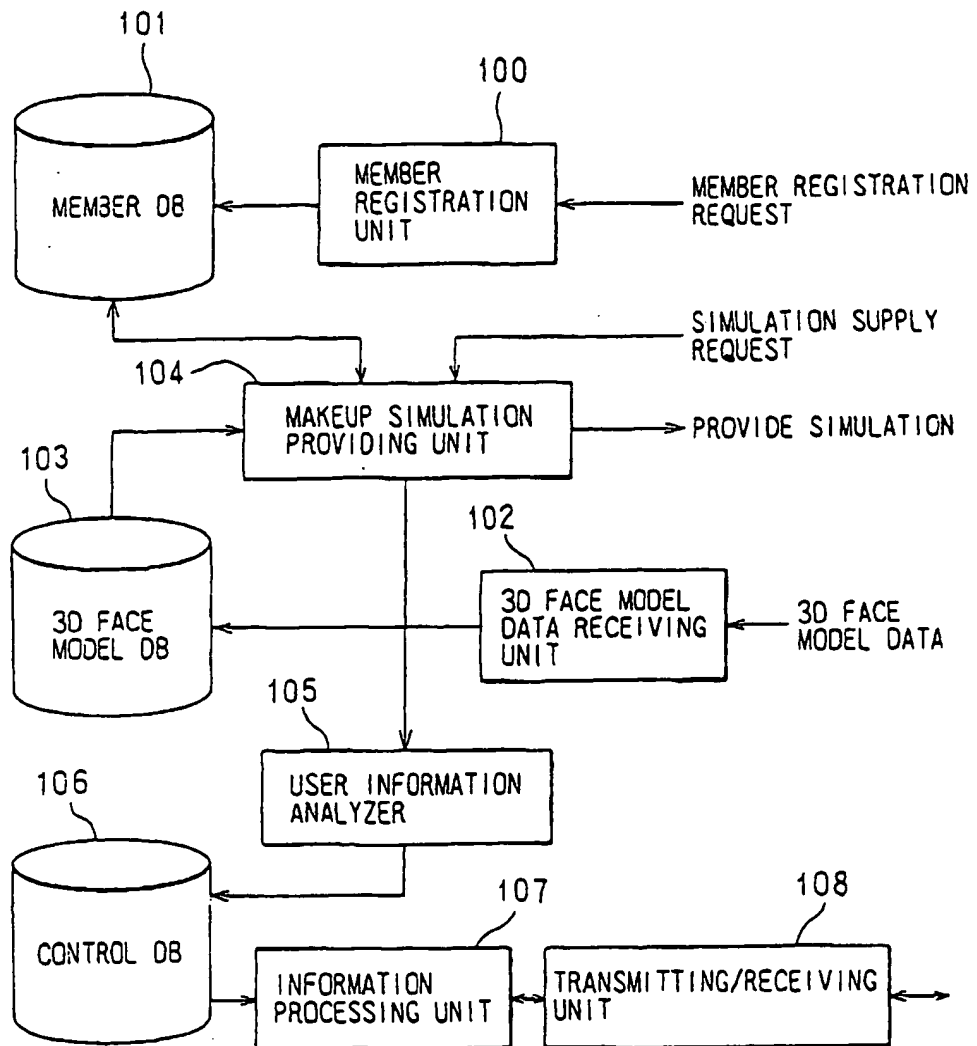 101
100
MEMBER DB
MEMBER
REGISTRATION
UNIT
MEMBER REGISTRATION
REQUEST
SIMULATION SUPPLY
REQUEST
104
MAKEUP SIMULATION
PROVIDING UNIT
PROVIDE SIMULATION
103
102
3D FACE
MODEL DB
3D FACE MODEL
DATA RECEIVING
UNIT
3D FACE
MODEL DATA
105
USER INFORMATION
ANALYZER
106
107
108
CONTROL DB
INFORMATION
PROCESSING UNIT
TRANSMITTING/RECEIVING
UNIT